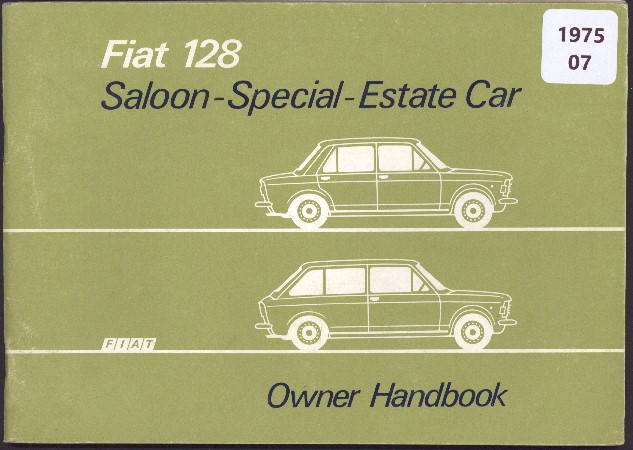 Fiat 128
Saloon-Special-Estate Car
1975
07
FIAT
Owner Handbook